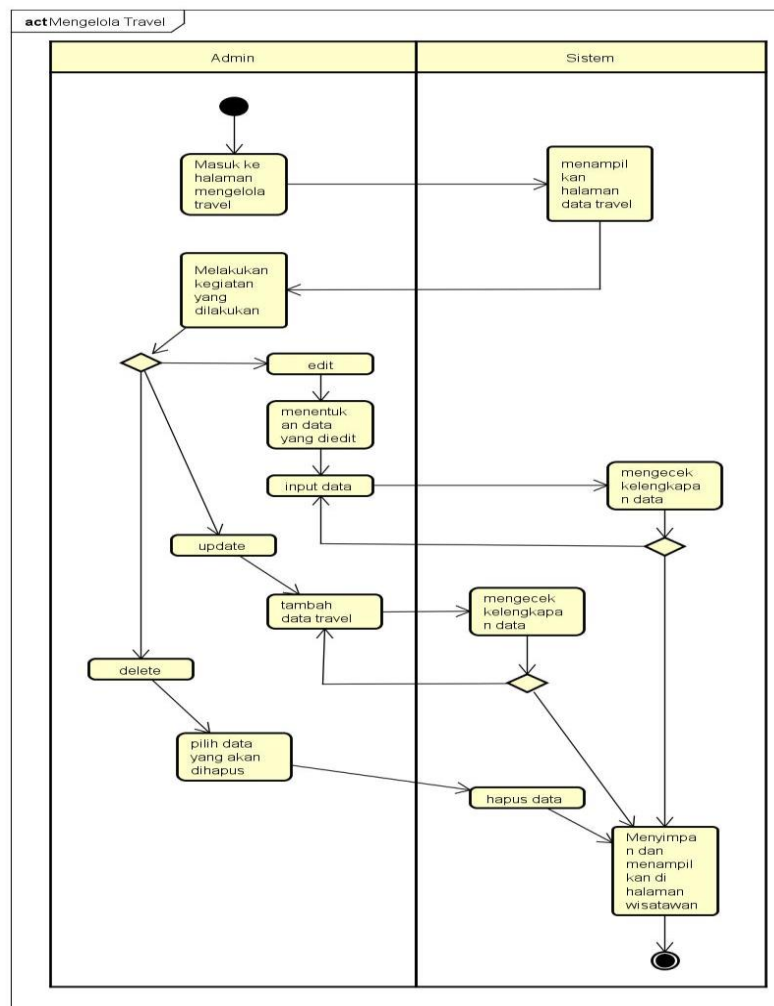 act Mengelola Travel
Admin
Sistem
Masuk ke
halaman
mengelola
travel
menampil
kan
halaman
data travel
Melakukan
kegiatan
yang
dilakukan
edit
menentuk
an data
yang diedit
input data
mengecek
kelengkapa
n data
update
tambah
data travel
mengecek
kelengkapa
n data
delete
pilih data
yang akan
dihapus
hapus data
Menyimpa
n dan
menampil
kan di
halaman
wisatawan